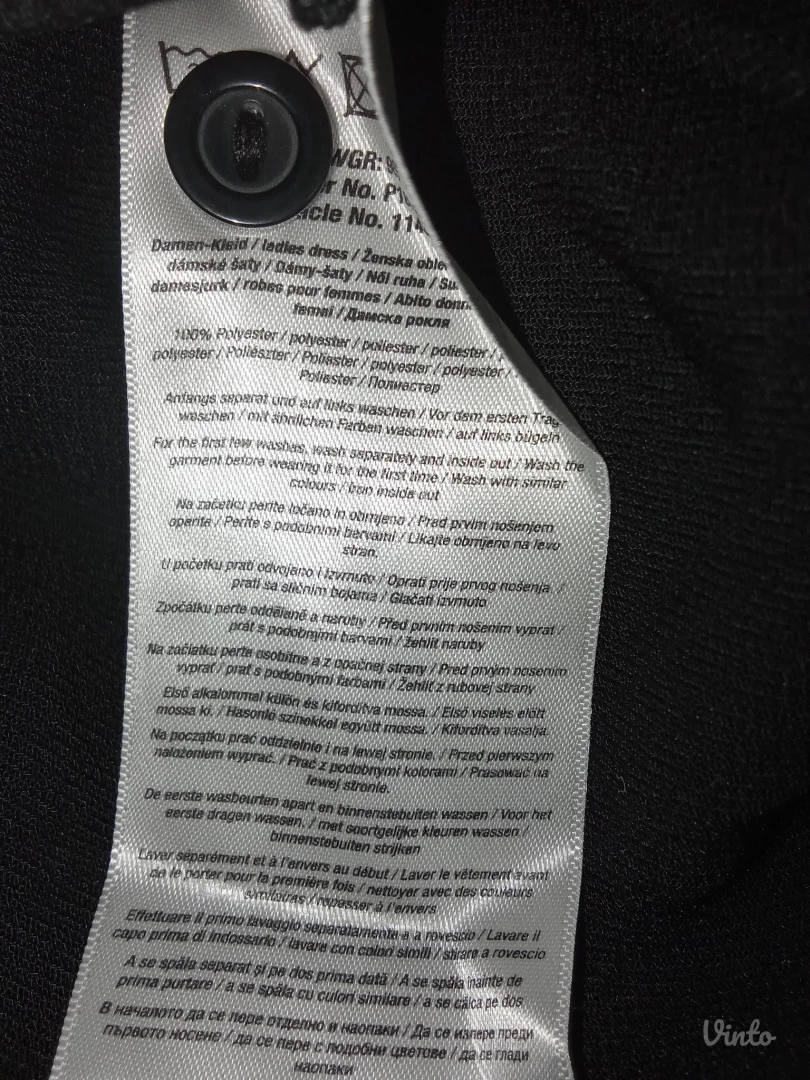 WGR:
No.
No. 114
Damen-Kleid / ladies dress / Ženska
dámské šaty / Dámy-šaty / Női ruha /
damesjurk / robes pour femmes / Abito
femei / Дамска рокля
100% Polyester / polyester / poliester / poliester /
polyester / Poliészter / Poliester / polyester / polyester /
Poliester / Полиестер
Anfangs separat und auf links waschen / Vor dem ersten Trag
waschen / mit ähnlichen Farben waschen / auf links bügeln
For the first few washes, wash separately and inside out / Wash the
garment before wearing it for the first time / Wash with similar
colours / Iron inside out
Na začetku perite ločano in obrnjeno / Pred prvim nošenjem
operite / Perite s podobnimi barvami / Likajte obrnjeno na levo
stran.
U početku prati odvojeno i izvrnuto / Oprati prije prvog nošenja. /
prati sa sličnim bojama / Glačati izvrnuto
Zpočátku perte odděleně a naruby / Před prvním nošením vyprat /
prát s podobnými barvami / žehlit naruby
Na začiatku perte osobitne a z opačnej strany / Pred prvým nosením
vyprať / prať s podobnými farbami / Žehliť z rubovej strany
Első alkalommal külön és kifordítva mossa. / Első viselés előtt
mossa ki. / Hasonló színekkel együtt mossa. / Kifordítva vasalja.
Na początku prać oddzielnie i na lewej stronie. / Przed pierwszym
nałożeniem wyprać. / Prać z podobnymi kolorami / Prasować na
lewej stronie.
De eerste wasbeurten apart en binnenstebuiten wassen / Voor het
eerste dragen wassen. / met soortgelijke kleuren wassen /
binnenstebuiten strijken
Laver séparément et à l'envers au début / Laver le vêtement avant
de le porter pour la première fois / nettoyer avec des couleurs
similaires / repasser à l'envers
Effettuare il primo lavaggio separatamente e a rovescio / Lavare il
capo prima di indossarlo / lavare con colori simili / stirare a rovescio
A se spăla separat și pe dos prima dată / A se spăla înainte de
prima purtare / a se spăla cu culori similare / a se călca pe dos
В началото да се пере отделно и наопаки / Да се изпере преди
първото носене / да се пере с подобни цветове / да се глади
наопаки
Vinto